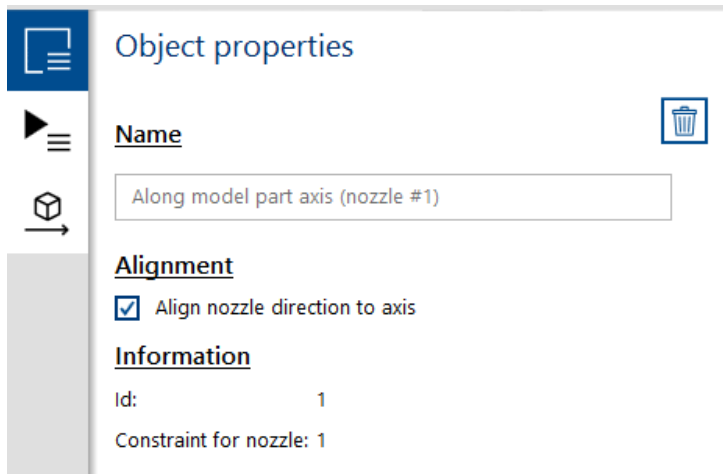 Object properties
Name
Along model part axis (nozzle #1)
Alignment
Align nozzle direction to axis
Information
Id: 1
Constraint for nozzle: 1